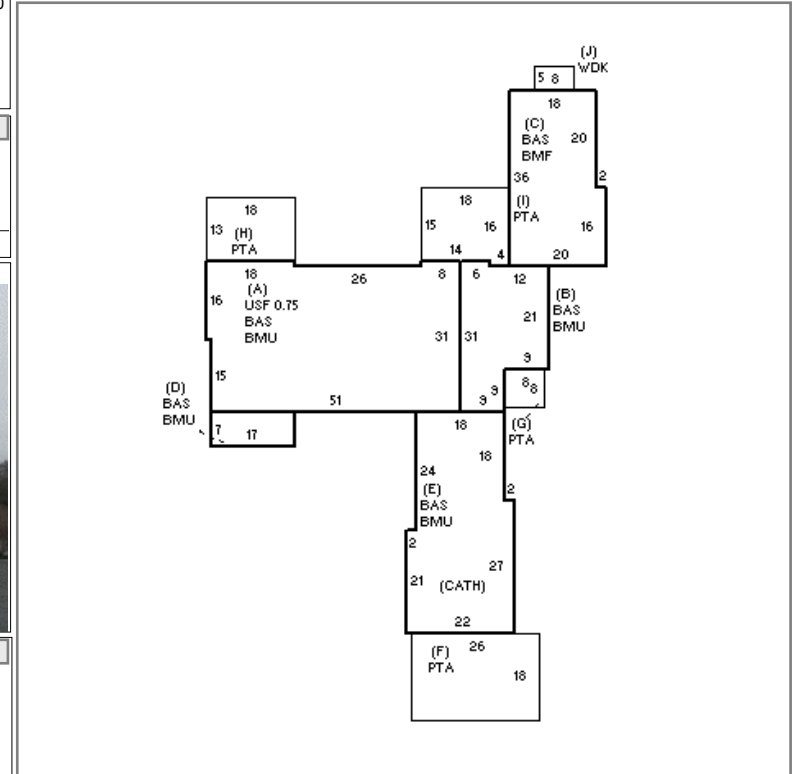 (J)
WDK
5 8
18
(C)
BAS
BMF
20
36
2
18
(I)
PTA
15
16
16
18
13
(H)
PTA
14
4
20
18
26
8
6
12
(A)
USF 0.75
BAS
BMU
16
(B)
BAS
BMU
21
31
31
9
15
(D)
BAS
BMU
8
8
9
51
9
7
17
18
(G)
PTA
18
24
(E)
BAS
BMU
2
2
27
21
(CATH)
22
26
(F)
PTA
18